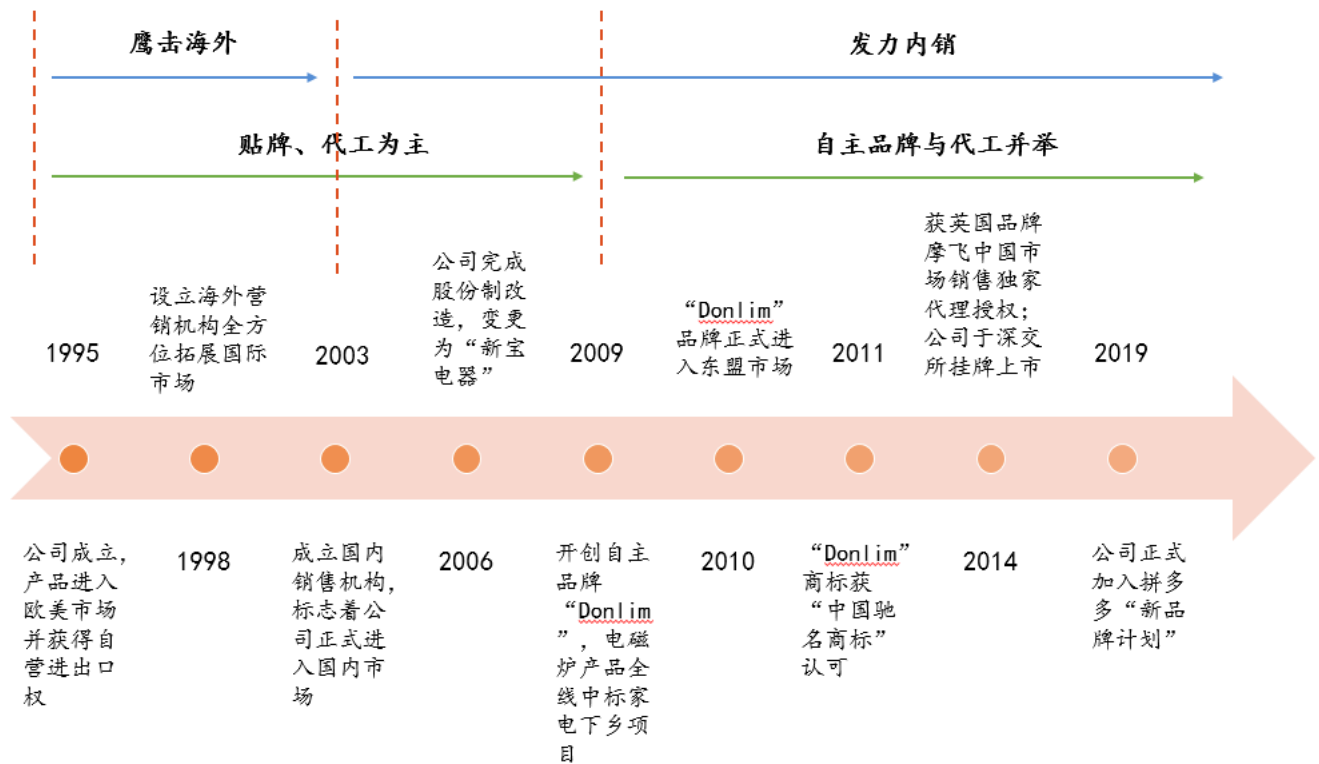 鹰击海外
发力内销
贴牌、代工为主
自主品牌与代工并举
1995
设立海外营
销机构全方
位拓展国际
市场
2003
公司完成
股份制改
造，变更
为“新宝
电器”
2009
“Donlim”
品牌正式进
入东盟市场
2011
获英国品牌
摩飞中国市
场销售独家
代理授权；
公司于深交
所挂牌上市
2019
公司成立，
产品进入
欧美市场
并获得自
营进出口
权
1998
成立国内
销售机构，
标志着公
司正式进
入国内市
场
2006
开创自主
品牌
“Donlim
”，电磁
炉产品全
线中标家
电下乡项
目
2010
“Donlim”
商标获
“中国驰
名商标”
认可
2014
公司正式
加入拼多
多“新品
牌计划”